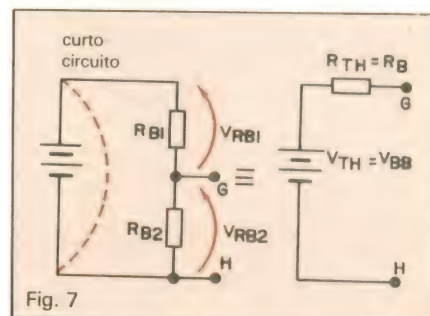 curto
circuito
RB1
VRB1
G
RB2
VRB2
H
RTH = RB
G
VTH = VBB
H
Fig. 7